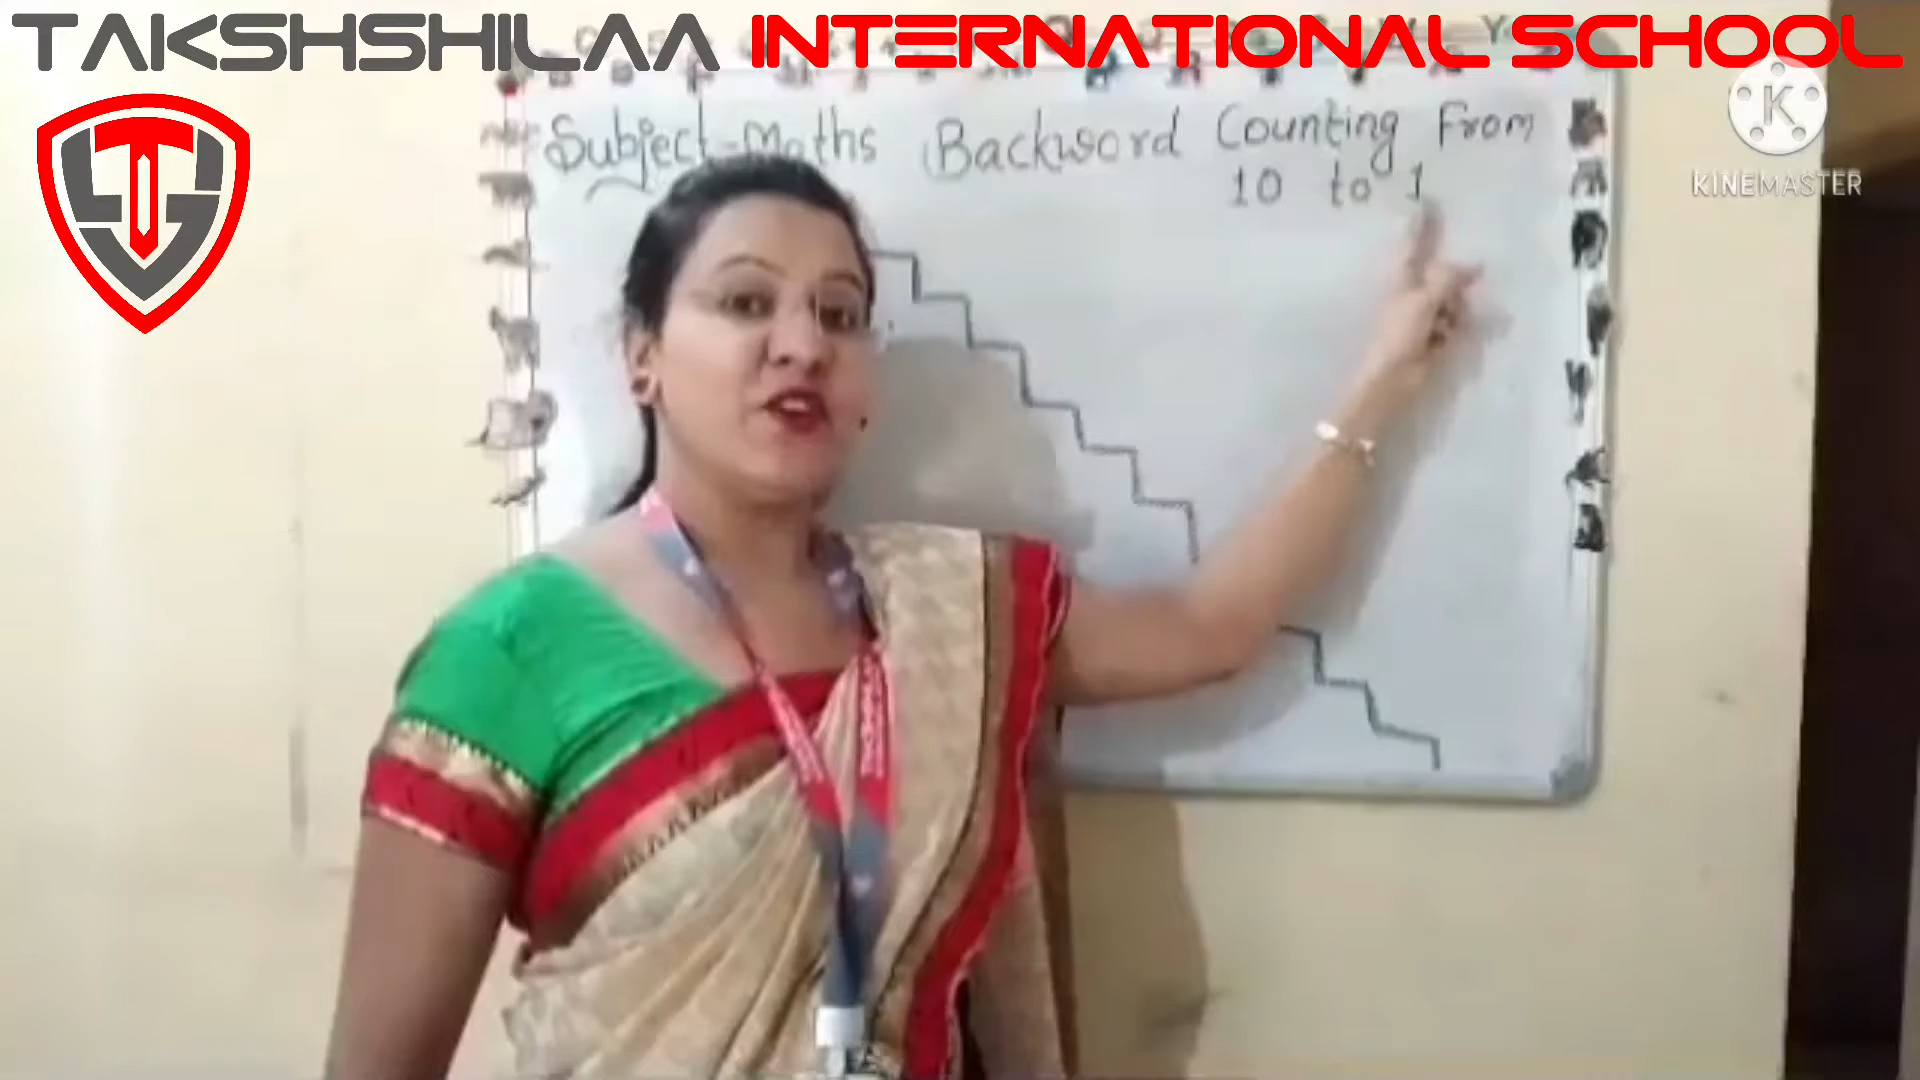 TAKSHSHILAA INTERNATIONAL SCHOOL
KINEMASTER
Subject-Maths Backword Counting From
10 to 1